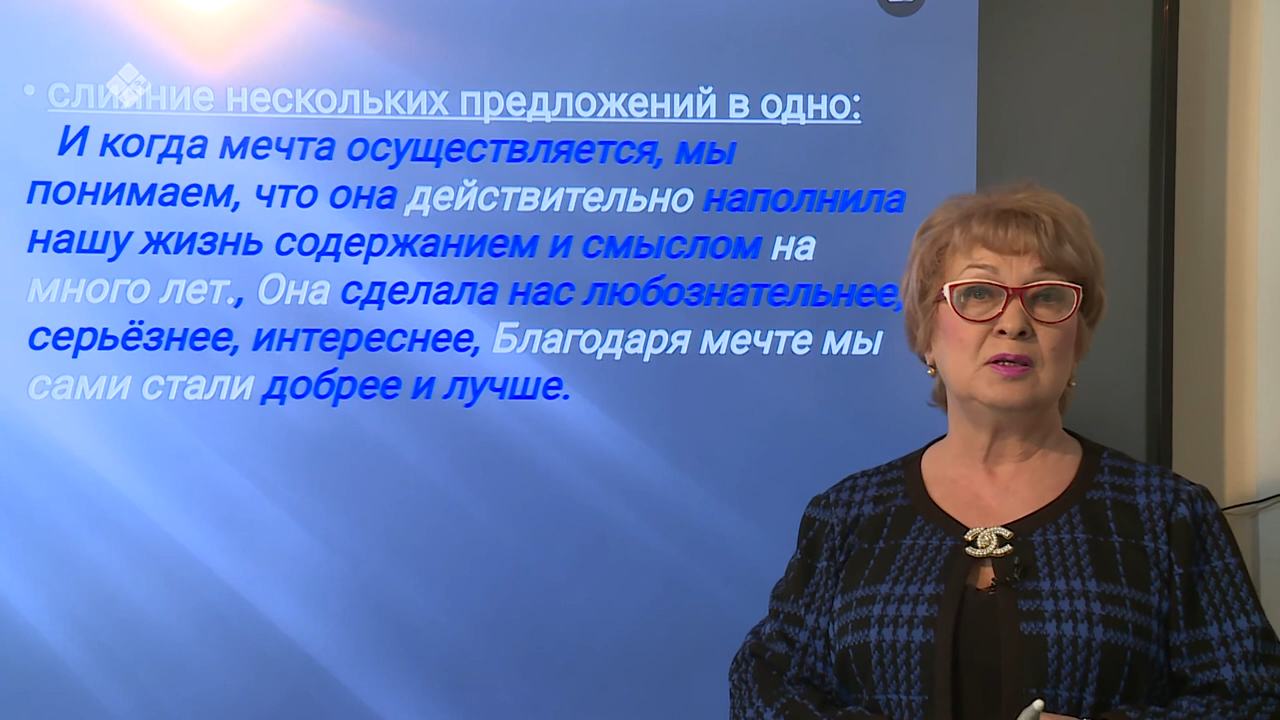 • слияние нескольких предложений в одно:
И когда мечта осуществляется, мы
понимаем, что она действительно наполнила
нашу жизнь содержанием и смыслом на
много лет., Она сделала нас любознательнее,
серьёзнее, интереснее, Благодаря мечте мы
сами стали добрее и лучше.